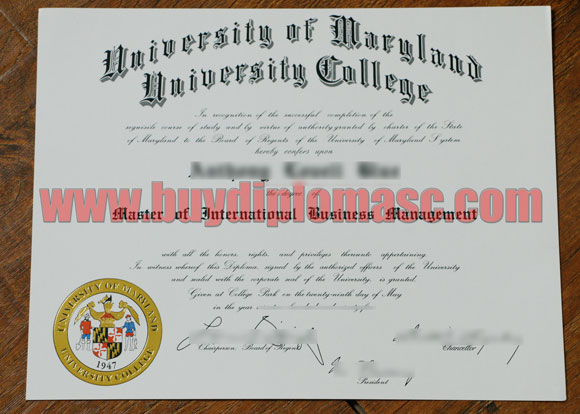 University of Maryland
University College
In recognition of the successful completion of the
requisite course of study and by virtue of authority granted by charter of the State
of Maryland to the Board of Regents of the University of Maryland System
hereby confers upon
the degree of
www.buydiplomasc.com
Master of International Business Management
with all the honors, rights, and privileges thereunto appertaining.
In witness whereof this Diploma, signed by the authorized officers of the University
and sealed with the corporate seal of the University, is granted.
Given at College Park on the twenty-ninth day of May
in the year
Chairperson Board of Regents
Chancellor
President
UNIVERSITY OF MARYLAND
UNIVERSITY COLLEGE
1947